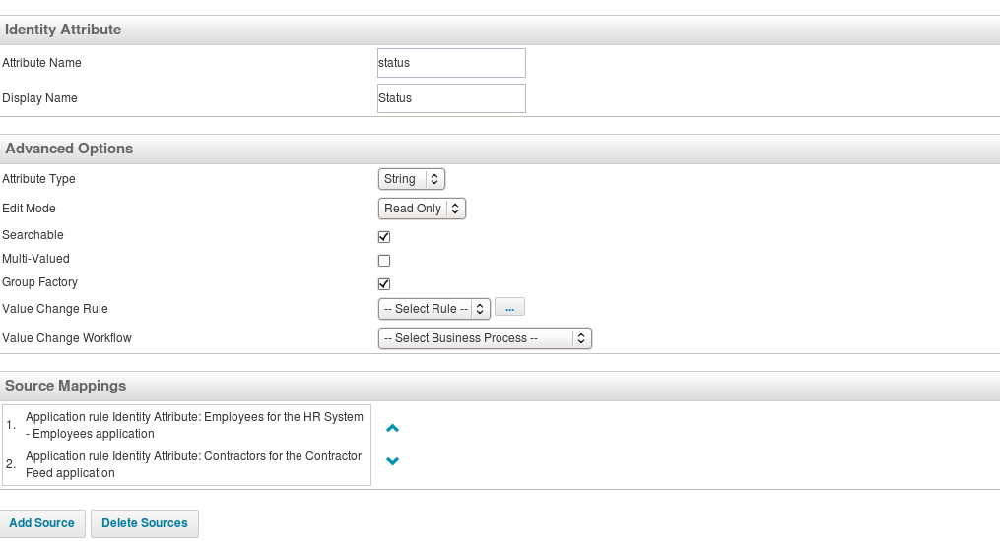 Identity Attribute
Attribute Name status
Display Name Status
Advanced Options
Attribute Type String
Edit Mode Read Only
Searchable
Multi-Valued
Group Factory
Value Change Rule -- Select Rule -- ...
Value Change Workflow -- Select Business Process --
Source Mappings
1. Application rule Identity Attribute: Employees for the HR System
- Employees application
2. Application rule Identity Attribute: Contractors for the Contractor
Feed application
Add Source Delete Sources